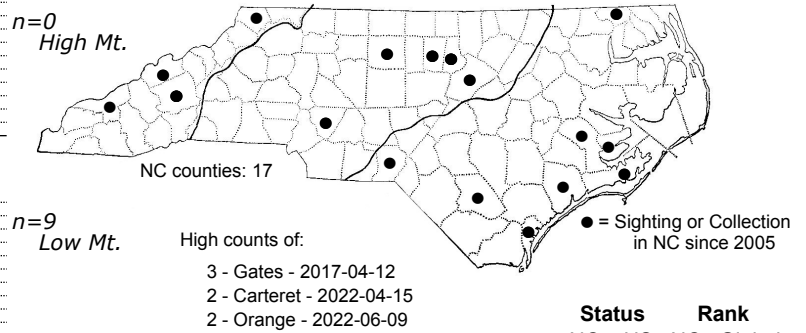 n=0
High Mt.
NC counties: 17
n=9
Low Mt.
High counts of:
3 - Gates - 2017-04-12
2 - Carteret - 2022-04-15
2 - Orange - 2022-06-09
● = Sighting or Collection
in NC since 2005
Status Rank